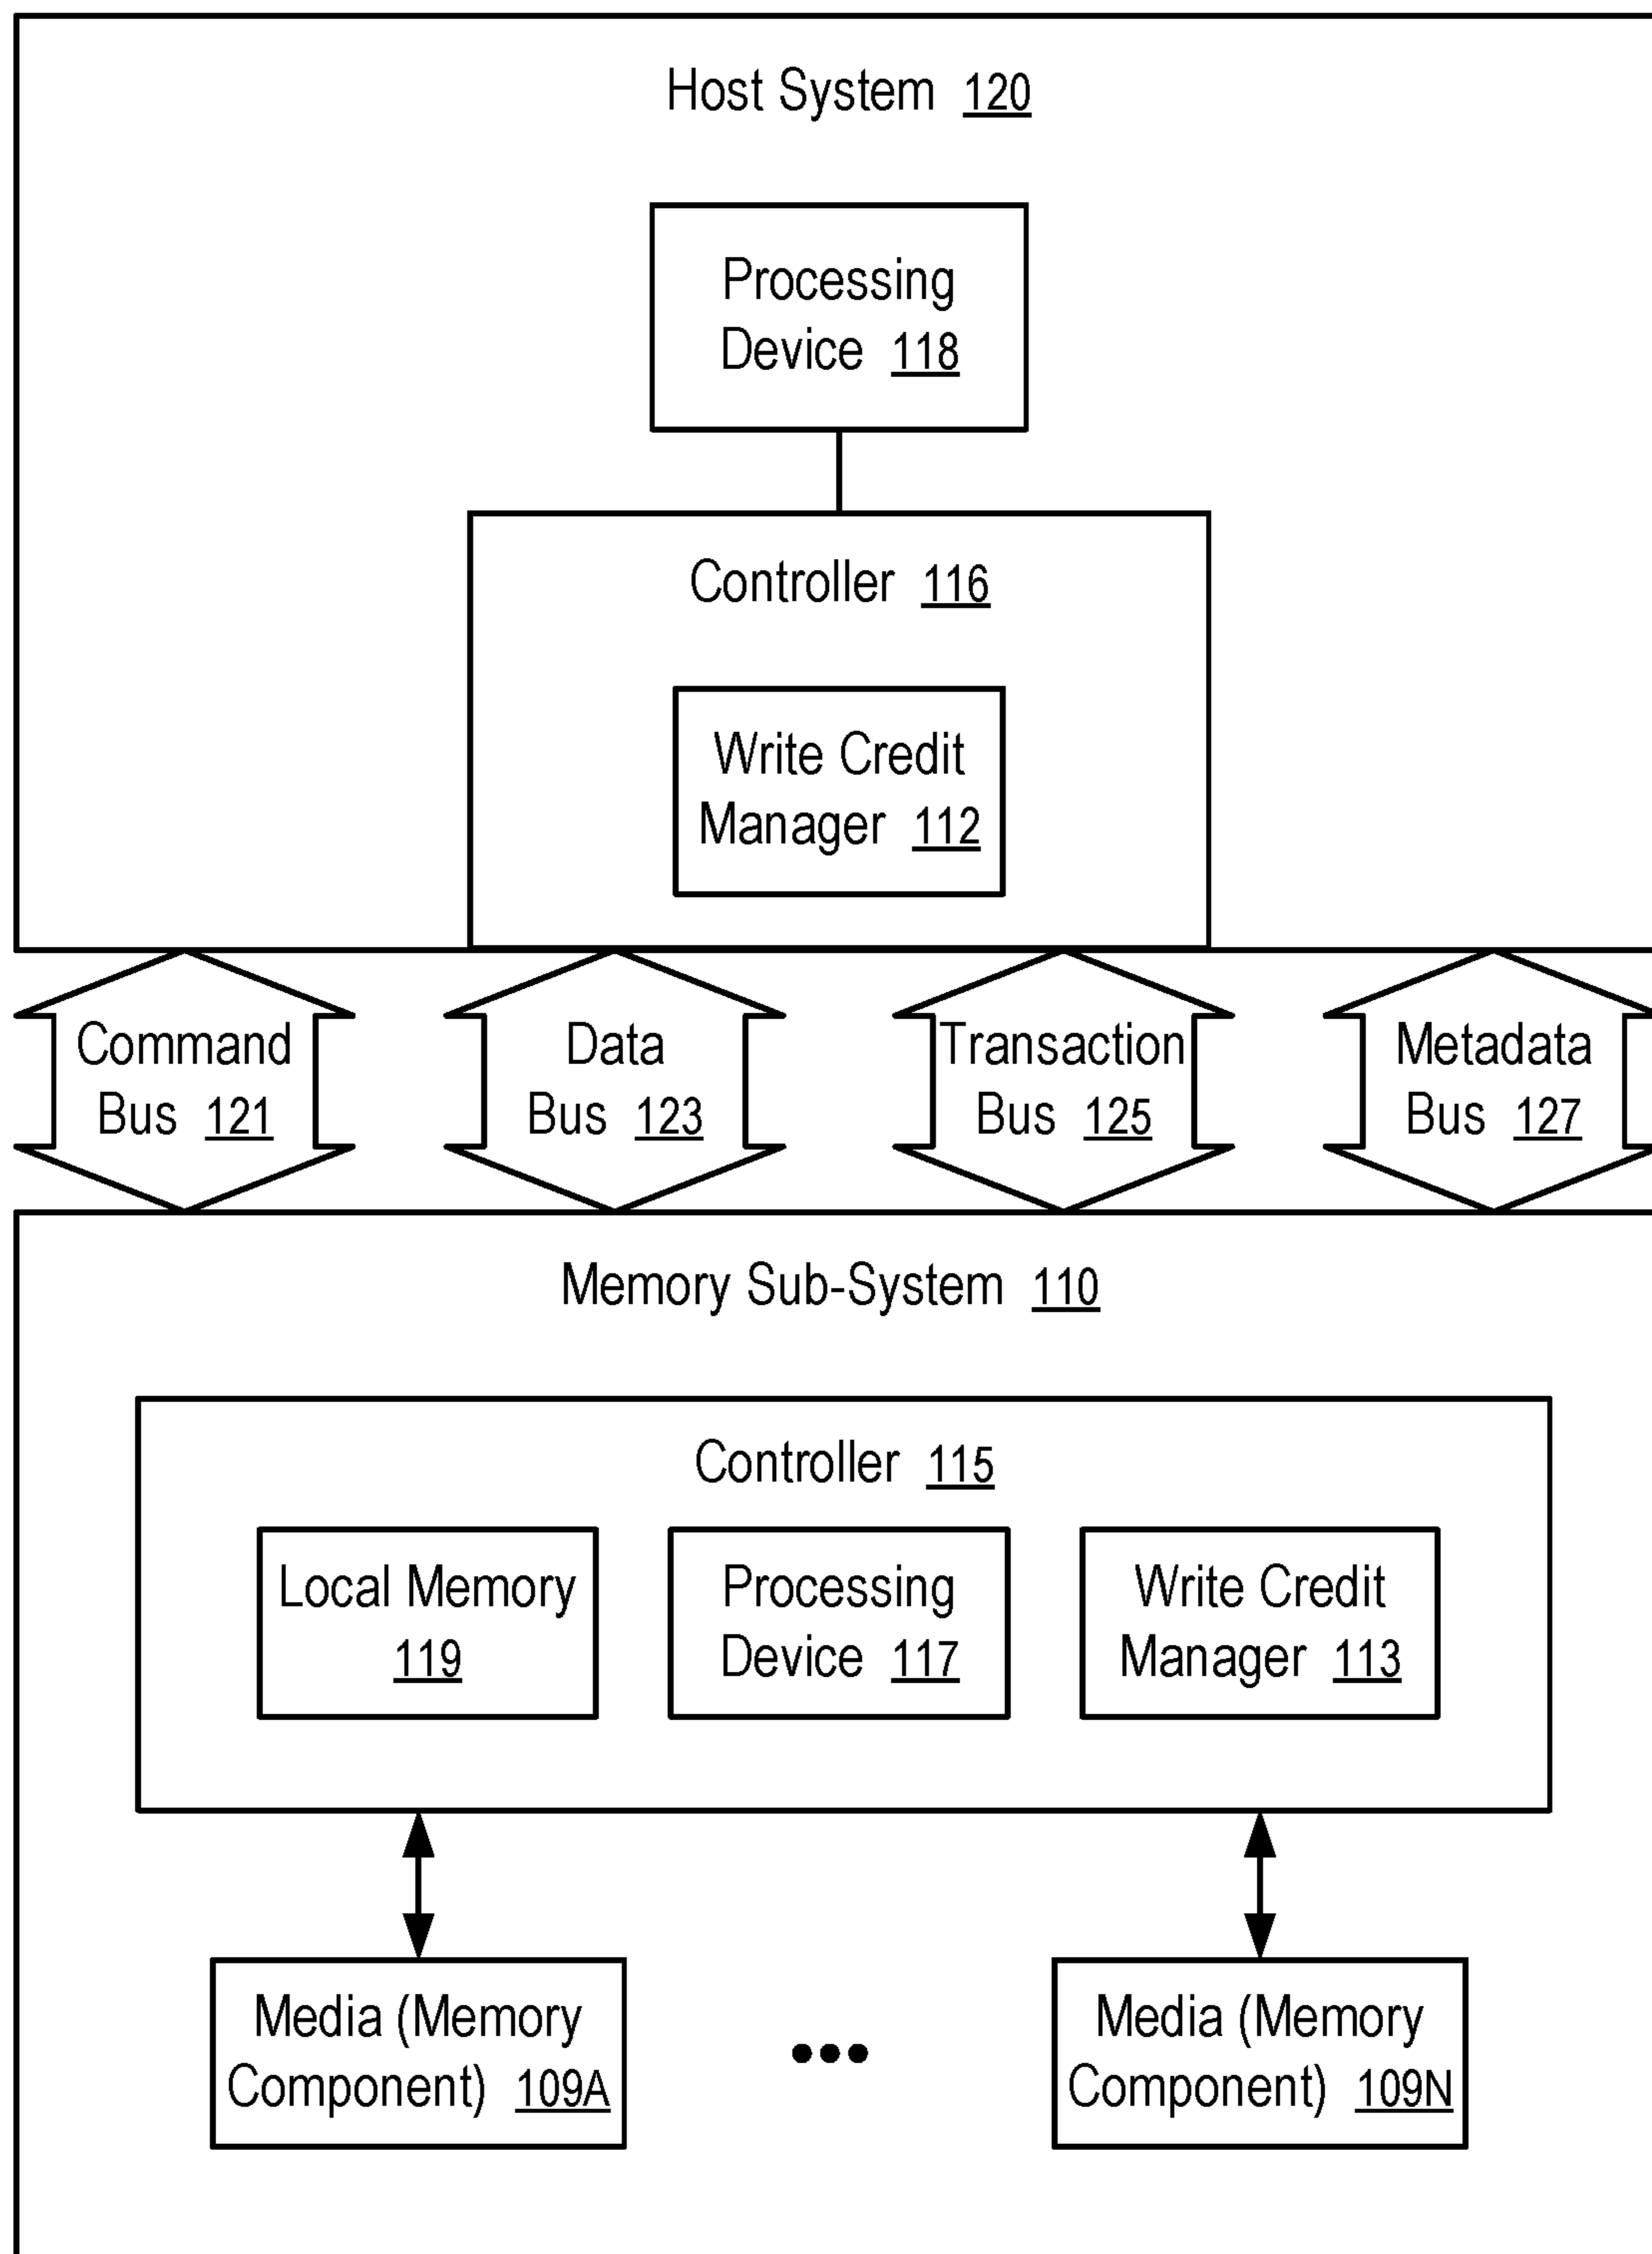 Host System 120
Processing
Device 118
Controller 116
Write Credit
Manager 112
Command
Bus 121
Data
Bus 123
Transaction
Bus 125
Metadata
Bus 127
Memory Sub-System 110
Controller 115
Local Memory
119
Processing
Device 117
Write Credit
Manager 113
Media (Memory
Component) 109A
Media (Memory
Component) 109N